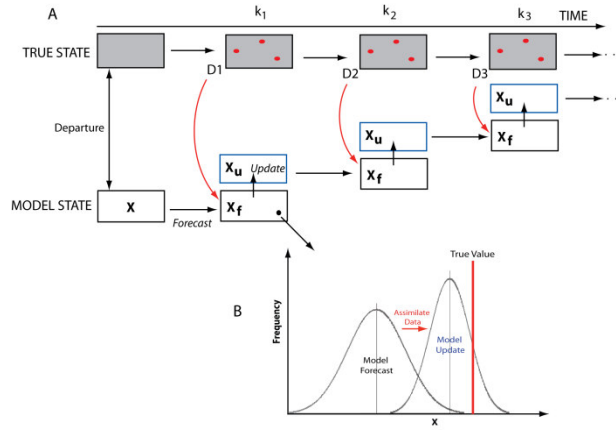 A
k1
k2
k3
TIME
TRUE STATE
D1
D2
D3
Departure
Xu Update
Xu
Xu
Xf
Xf
Xf
MODEL STATE
X
Forecast
B
True Value
Frequency
Assimilate
Data
Model
Update
Model
Forecast
X